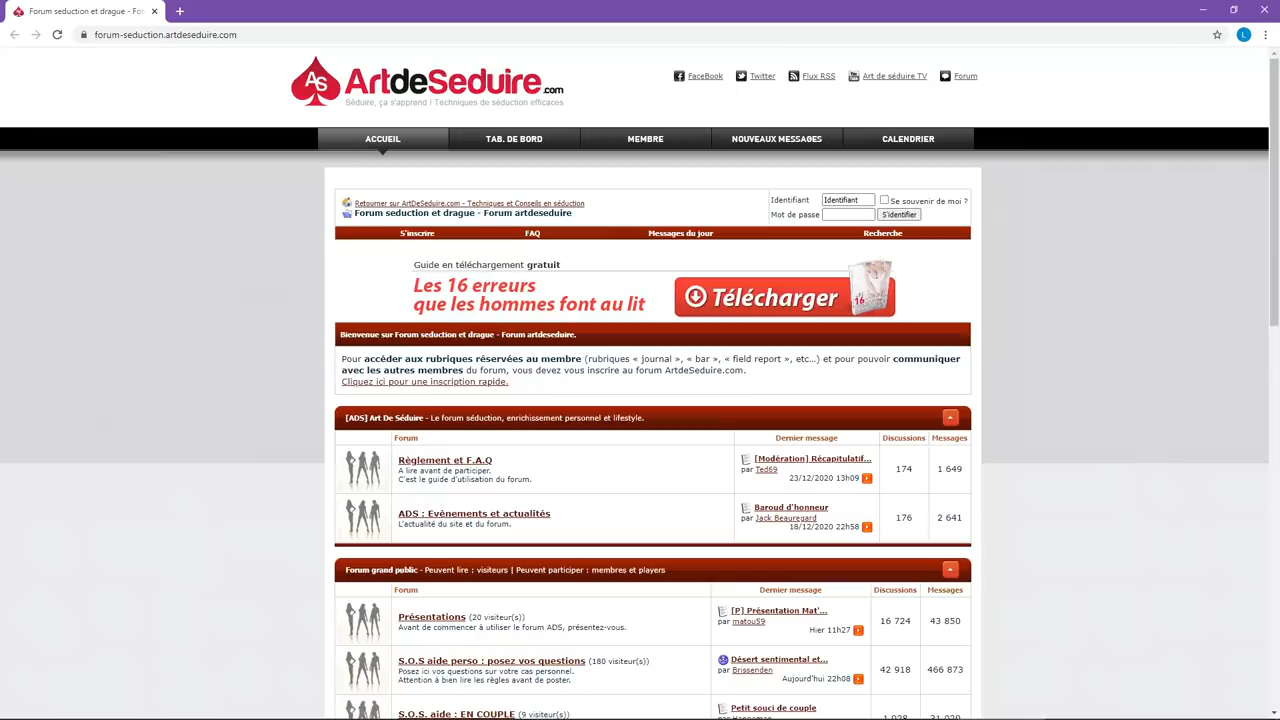 Forum seduction et drague - Forum
forum-seduction.artdeseduire.com
L
AS
ArtdeSeduire.com
Séduire, ça s'apprend ! Techniques de séduction efficaces
FaceBook
Twitter
Flux RSS
Art de séduire TV
Forum
ACCUEIL
TAB. DE BORD
MEMBRE
NOUVEAUX MESSAGES
CALENDRIER
Retourner sur ArtDeSeduire.com - Techniques et Conseils en séduction
Forum seduction et drague - Forum artdeseduire
Identifiant Identifiant Se souvenir de moi ?
Mot de passe S'identifier
S'inscrire FAQ Messages du jour Recherche
Guide en téléchargement gratuit
Les 16 erreurs
que les hommes font au lit
Télécharger
16
Bienvenue sur Forum seduction et drague - Forum artdeseduire.
Pour accéder aux rubriques réservées au membre (rubriques « journal », « bar », « field report », etc...) et pour pouvoir communiquer
avec les autres membres du forum, vous devez vous inscrire au forum ArtdeSeduire.com.
Cliquez ici pour une inscription rapide.
[ADS] Art De Séduire - Le forum séduction, enrichissement personnel et lifestyle.
Forum Dernier message Discussions Messages
Règlement et F.A.Q
A lire avant de participer.
C'est le guide d'utilisation du forum.
[Modération] Récapitulatif...
par Ted69
23/12/2020 13h09
174
1 649
ADS : Evènements et actualités
L'actualité du site et du forum.
Baroud d'honneur
par Jack Beauregard
18/12/2020 22h58
176
2 641
Forum grand public - Peuvent lire : visiteurs | Peuvent participer : membres et players
Forum Dernier message Discussions Messages
Présentations (20 visiteur(s))
Avant de commencer à utiliser le forum ADS, présentez-vous.
[P] Présentation Mat'...
par matou59
Hier 11h27
16 724
43 850
S.O.S aide perso : posez vos questions (180 visiteur(s))
Posez ici vos questions sur votre cas personnel.
Attention à bien lire les règles avant de poster.
Désert sentimental et...
par Brissenden
Aujourd'hui 22h08
42 918
466 873
S.O.S. aide : EN COUPLE (9 visiteur(s))
Petit souci de couple